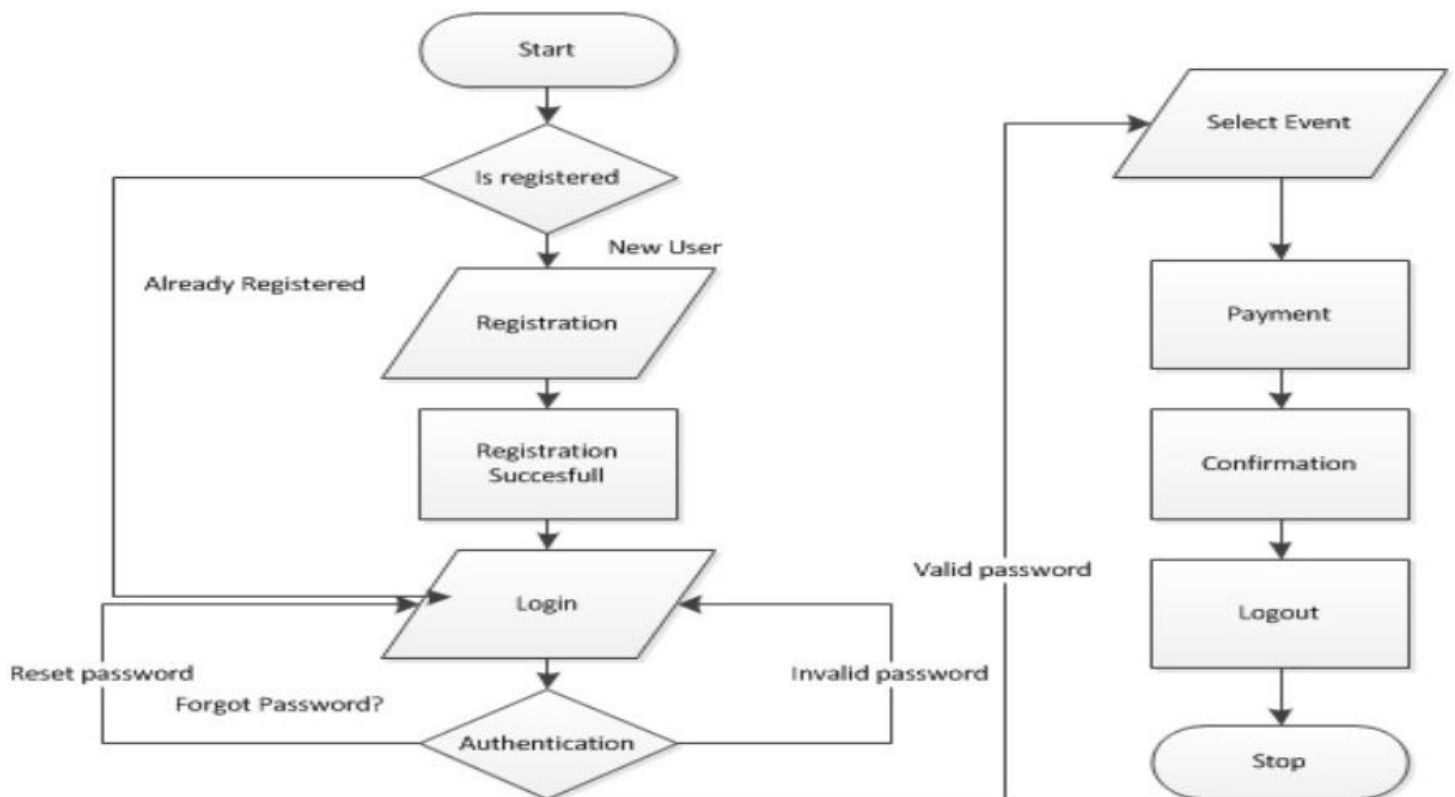 Start
Is registered
New User
Already Registered
Registration
Registration
Succesfull
Login
Reset password
Forgot Password?
Invalid password
Authentication
Valid password
Select Event
Payment
Confirmation
Logout
Stop